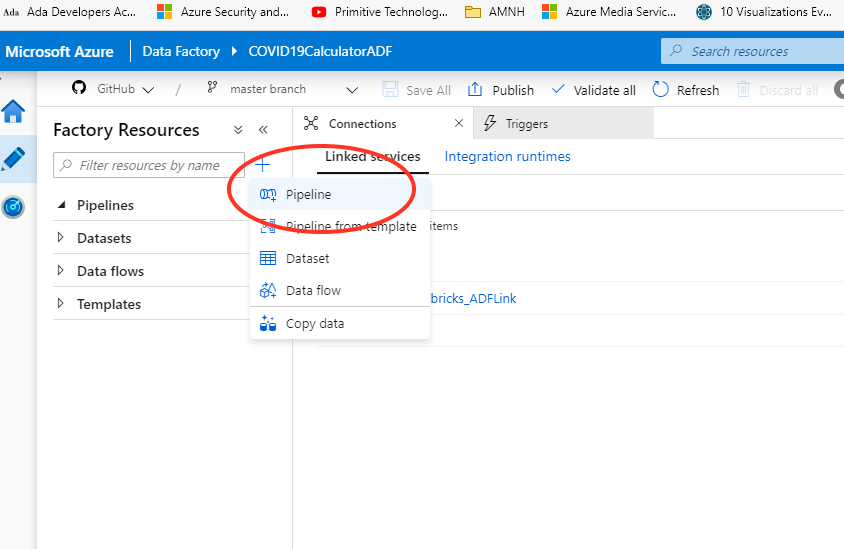 Ada Ada Developers Ac... Azure Security and... Primitive Technolog... AMNH Azure Media Servic... 10 Visualizations Ev...
Microsoft Azure Data Factory COVID19CalculatorADF Search resources
GitHub / master branch Save All Publish Validate all Refresh Discard all
Factory Resources
Filter resources by name
Pipelines
Datasets
Data flows
Templates
Connections Triggers
Linked services Integration runtimes
Pipeline
Pipeline from template
items
Dataset
Data flow
bricks_ADFLink
Copy data